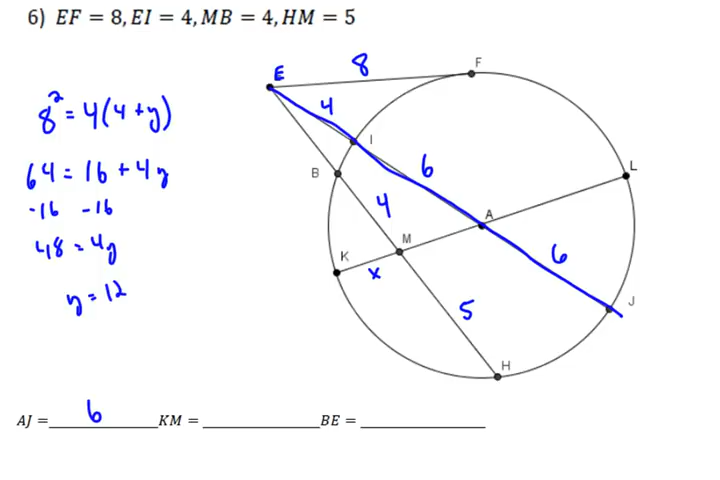 6) EF = 8, EI = 4, MB = 4, HM = 5
E
8
F
8² = 4(4+y)
4
I
64 = 16 + 4y
B
6
L
-16 -16
4
A
48 = 4y
K
M
6
x
y = 12
5
J
H
AJ = 6 KM = BE =